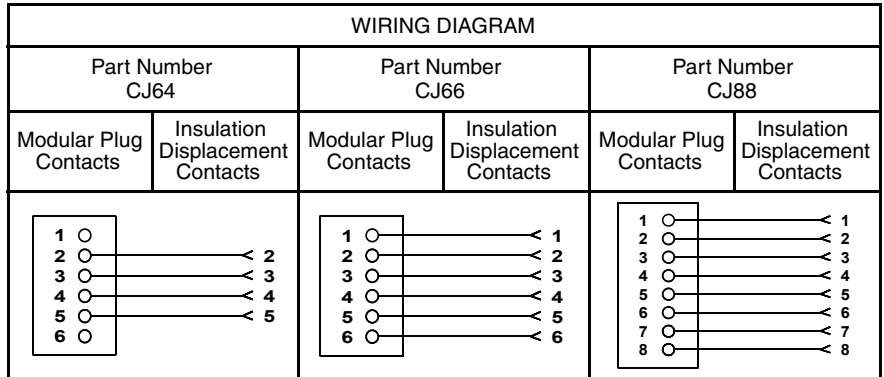 WIRING DIAGRAM
Part Number
CJ64
Part Number
CJ66
Part Number
CJ88
Modular Plug
Contacts
Insulation
Displacement
Contacts
Modular Plug
Contacts
Insulation
Displacement
Contacts
Modular Plug
Contacts
Insulation
Displacement
Contacts
1
2 2
3 3
4 4
5 5
6
1 1
2 2
3 3
4 4
5 5
6 6
1 1
2 2
3 3
4 4
5 5
6 6
7 7
8 8